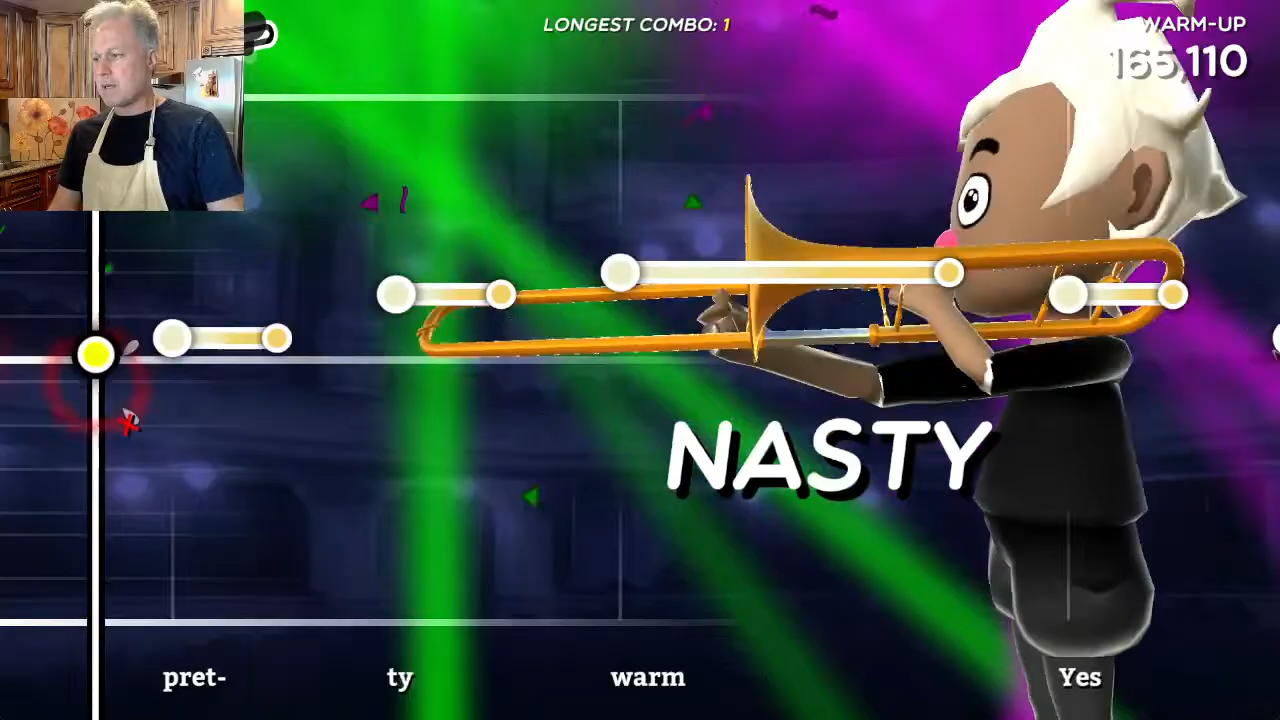 LONGEST COMBO: 1
WARM-UP
165,110
NASTY
pret- ty warm Yes